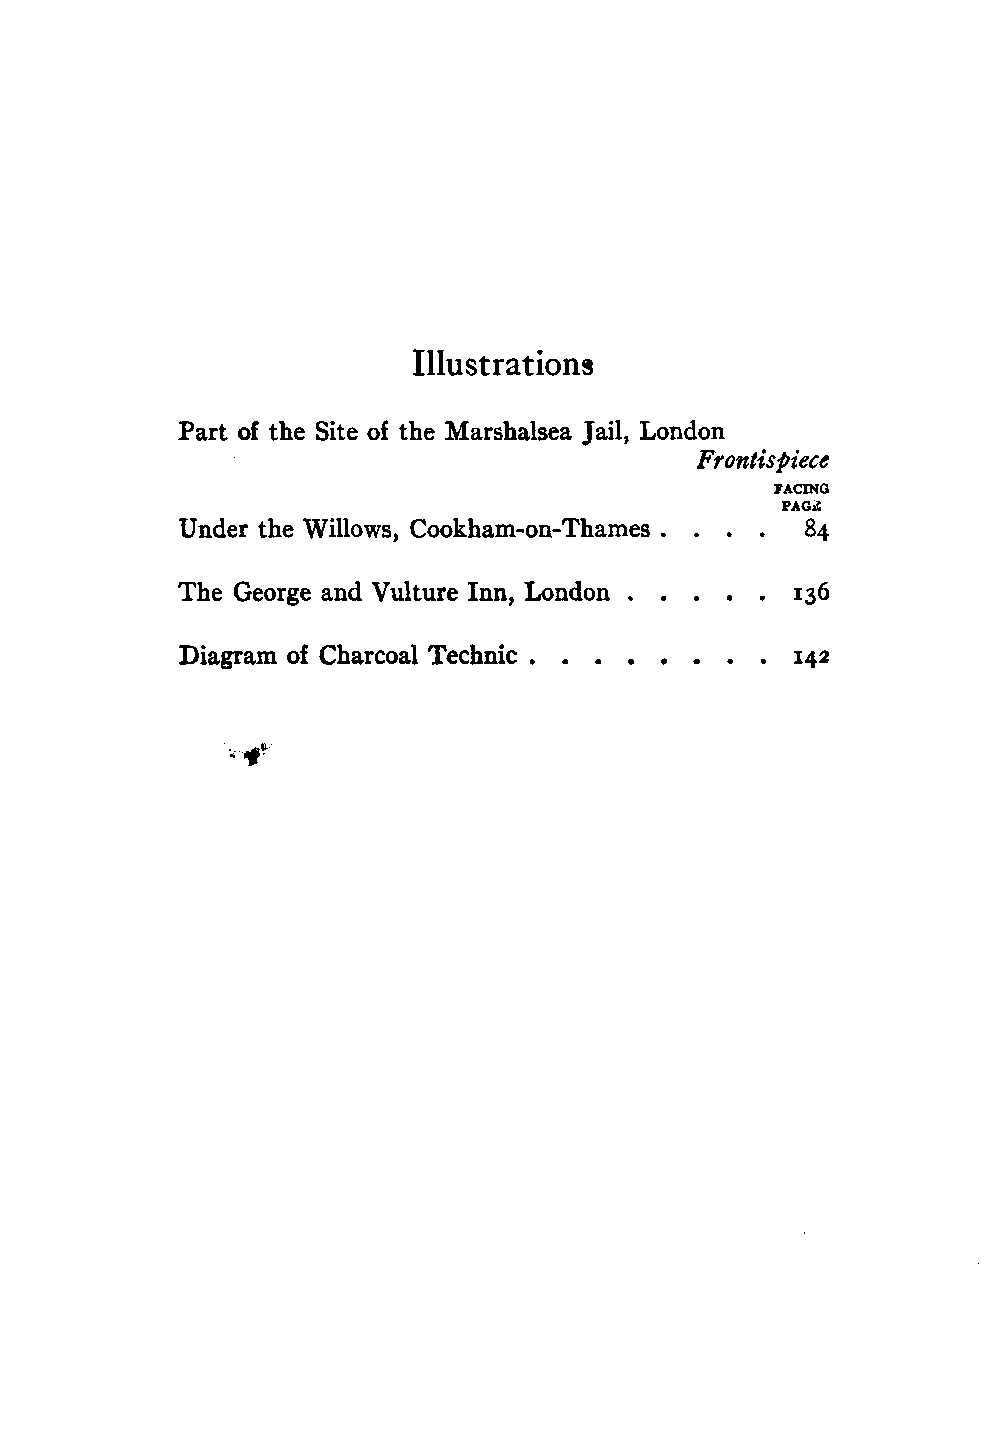 Illustrations
Part of the Site of the Marshalsea Jail, London
Frontispiece
FACING
PAGE
Under the Willows, Cookham-on-Thames . . . . 84
The George and Vulture Inn, London . . . . . 136
Diagram of Charcoal Technic . . . . . . . . 142